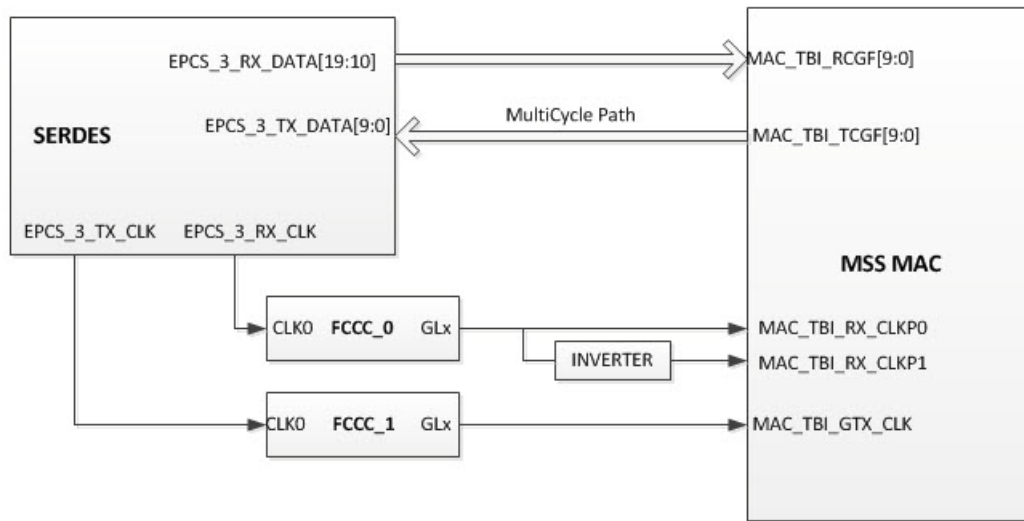 EPCS_3_RX_DATA[19:10]
MAC_TBI_RCGF[9:0]
MultiCycle Path
EPCS_3_TX_DATA[9:0]
SERDES
MAC_TBI_TCGF[9:0]
EPCS_3_TX_CLK EPCS_3_RX_CLK
MSS MAC
CLK0 FCCC_0 GLx
MAC_TBI_RX_CLKP0
INVERTER
MAC_TBI_RX_CLKP1
CLK0 FCCC_1 GLx
MAC_TBI_GTX_CLK